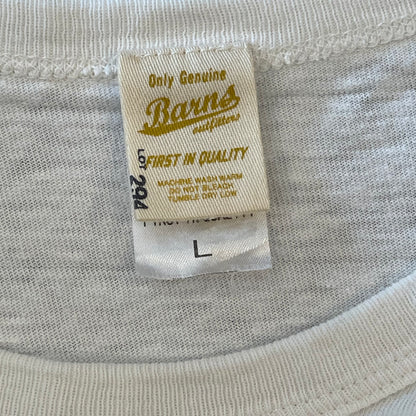 Only Genuine
Barns
outfitters
FIRST IN QUALITY
MACHINE WASH WARM
DO NOT BLEACH
TUMBLE DRY LOW
LOT 294
L